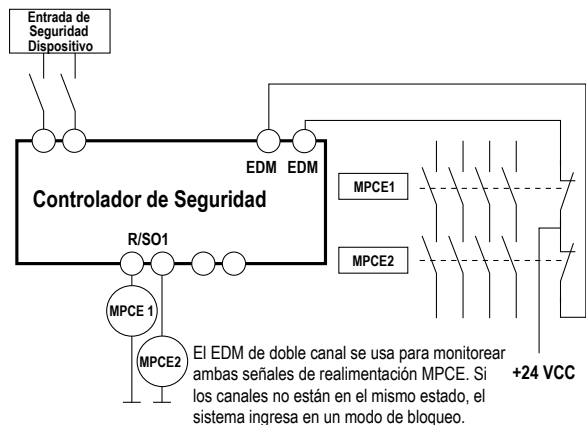 Entrada de
Seguridad
Dispositivo
EDM EDM
Controlador de Seguridad
R/SO1
MPCE1
MPCE2
MPCE 1
MPCE2
El EDM de doble canal se usa para monitorear
ambas señales de realimentación MPCE. Si
los canales no están en el mismo estado, el
sistema ingresa en un modo de bloqueo.
+24 VCC